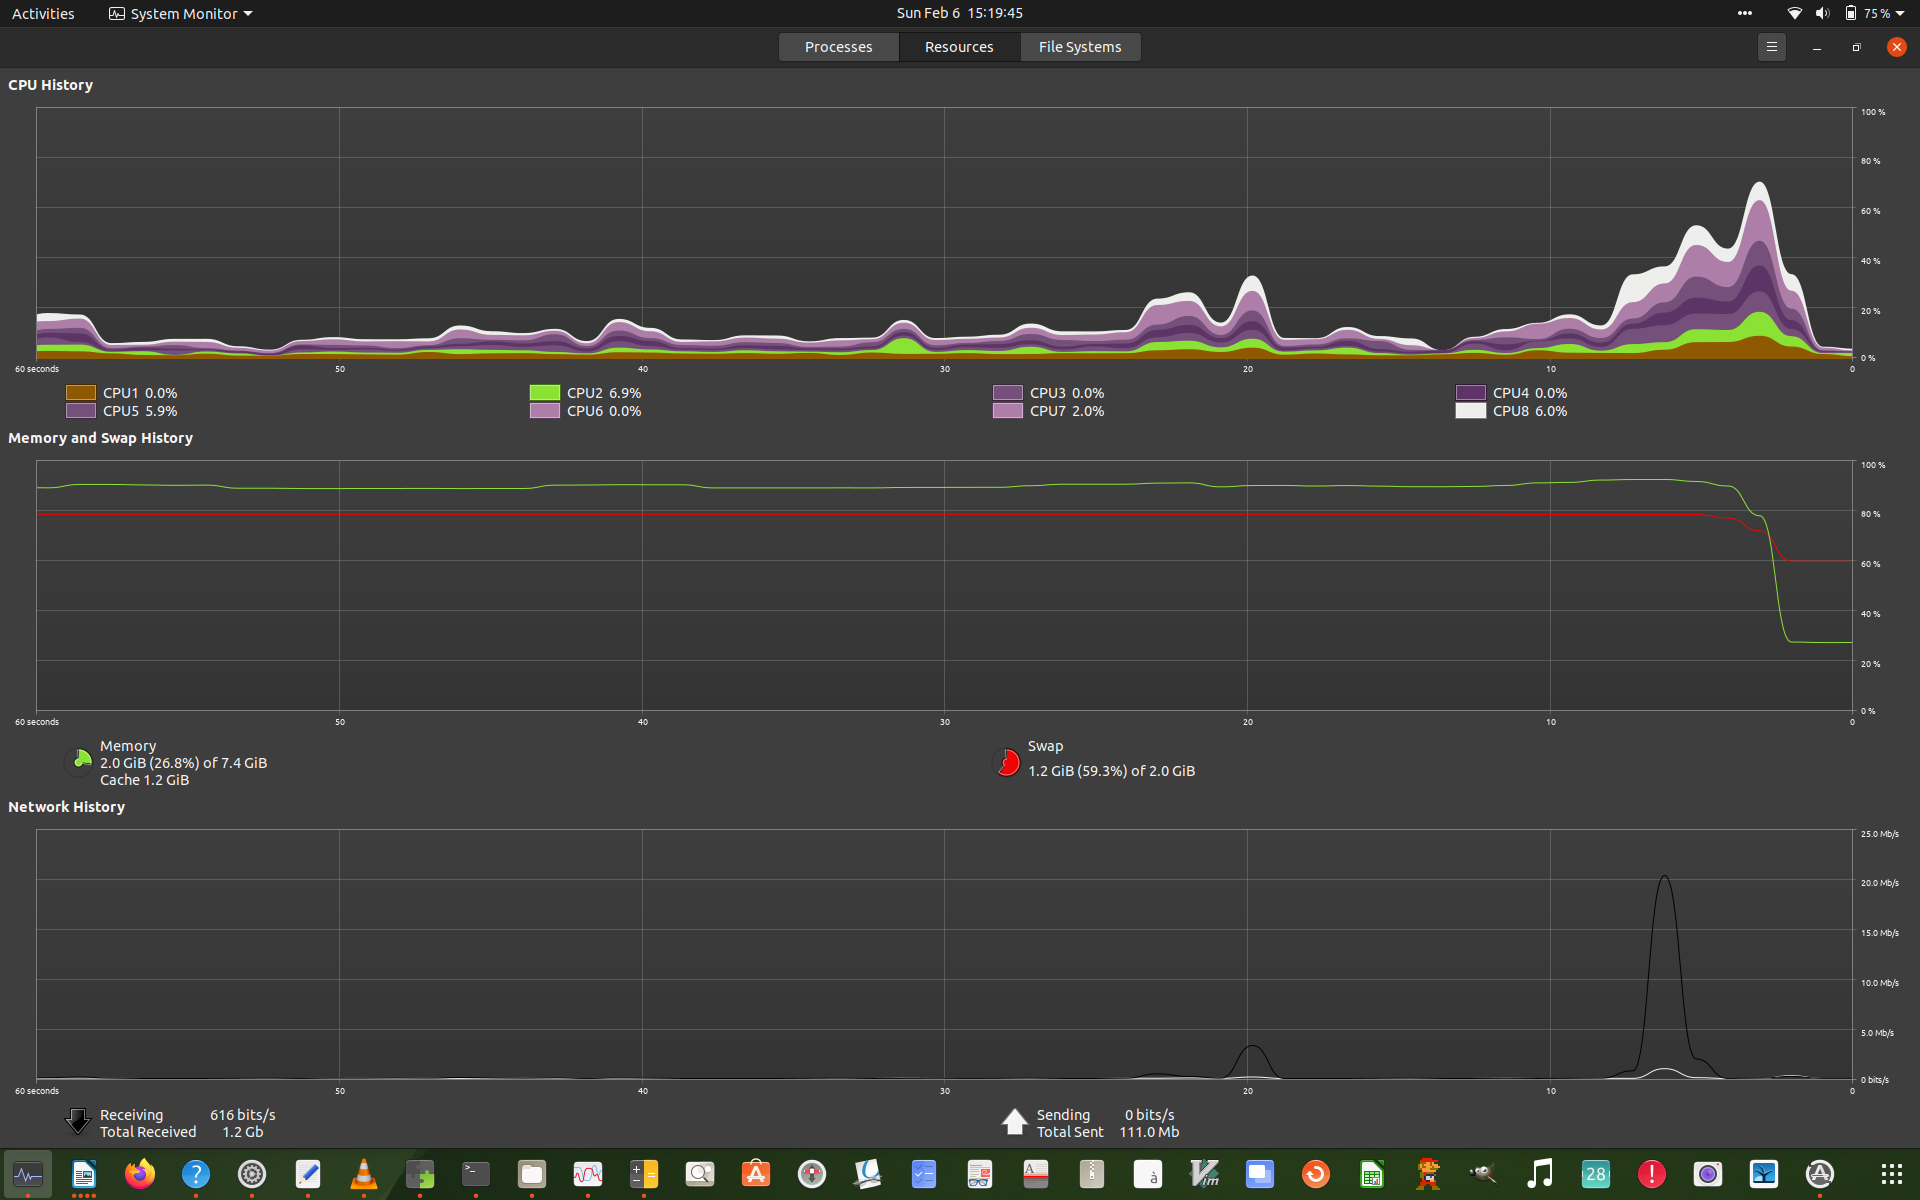 Activities System Monitor Sun Feb 6 15:19:45 75 %
Processes Resources File Systems
CPU History
100 %
80 %
60 %
40 %
20 %
0 %
60 seconds 50 40 30 20 10 0
CPU1 0.0% CPU2 6.9% CPU3 0.0% CPU4 0.0%
CPU5 5.9% CPU6 0.0% CPU7 2.0% CPU8 6.0%
Memory and Swap History
100 %
80 %
60 %
40 %
20 %
0 %
60 seconds 50 40 30 20 10 0
Memory
2.0 GiB (26.8%) of 7.4 GiB
Cache 1.2 GiB
Swap
1.2 GiB (59.3%) of 2.0 GiB
Network History
25.0 Mb/s
20.0 Mb/s
15.0 Mb/s
10.0 Mb/s
5.0 Mb/s
0 bits/s
60 seconds 50 40 30 20 10 0
Receiving 616 bits/s
Total Received 1.2 Gb
Sending 0 bits/s
Total Sent 111.0 Mb
? >_ A à Vim 28 !